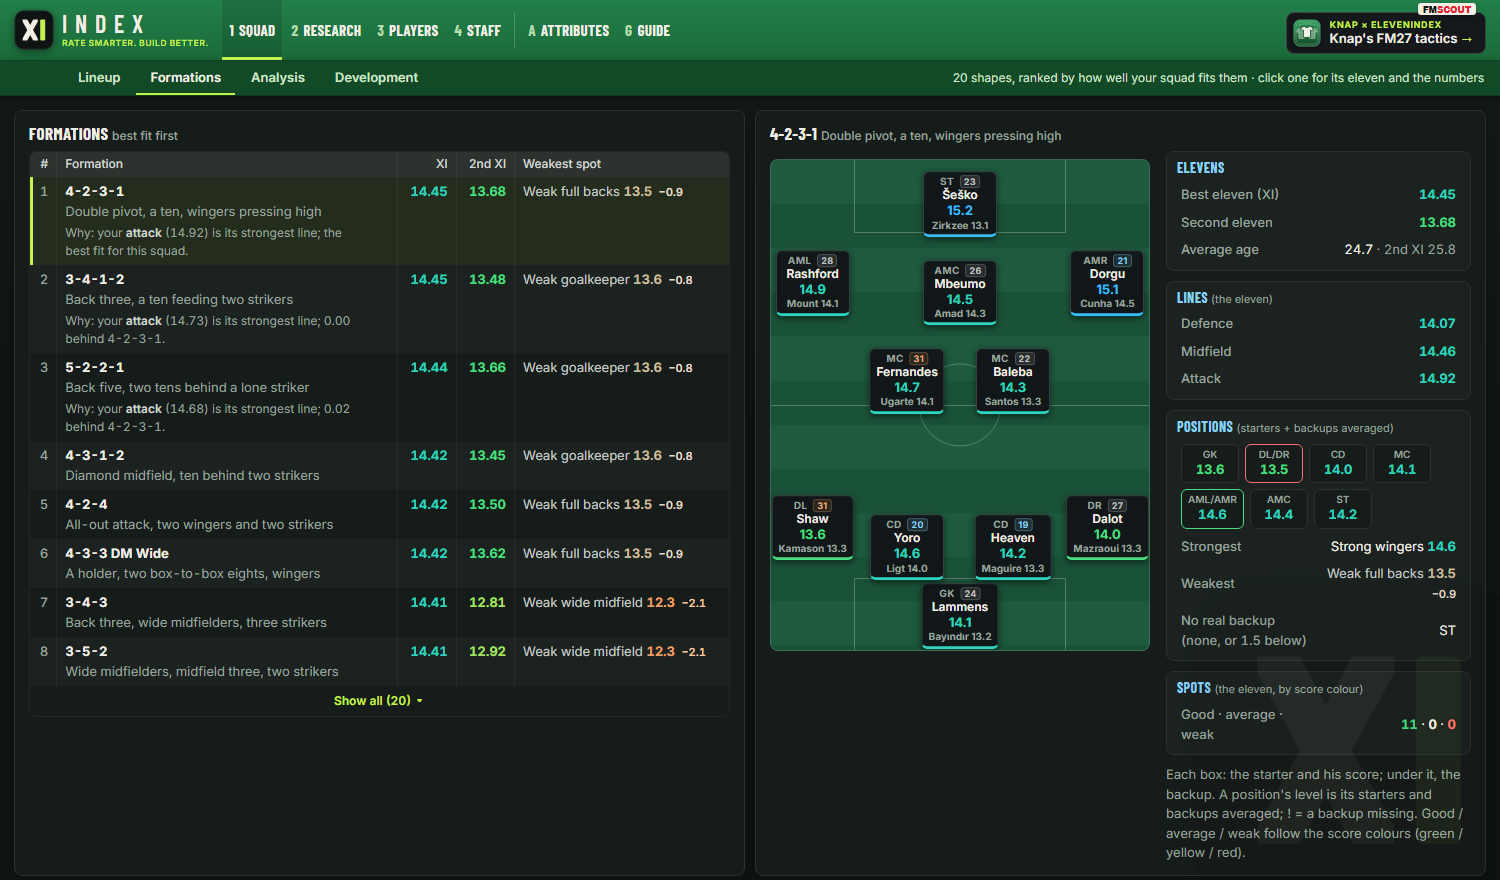 XI INDEX
RATE SMARTER. BUILD BETTER.
1 SQUAD
2 RESEARCH
3 PLAYERS
4 STAFF
A ATTRIBUTES
G GUIDE
FMSCOUT
KNAP × ELEVENINDEX
Knap's FM27 tactics →
Lineup
Formations
Analysis
Development
20 shapes, ranked by how well your squad fits them · click one for its eleven and the numbers
FORMATIONS best fit first
# Formation XI 2nd XI Weakest spot
1 4-2-3-1 14.45 13.68 Weak full backs 13.5 −0.9
Double pivot, a ten, wingers pressing high
Why: your attack (14.92) is its strongest line; the
best fit for this squad.
2 3-4-1-2 14.45 13.48 Weak goalkeeper 13.6 −0.8
Back three, a ten feeding two strikers
Why: your attack (14.73) is its strongest line; 0.00
behind 4-2-3-1.
3 5-2-2-1 14.44 13.66 Weak goalkeeper 13.6 −0.8
Back five, two tens behind a lone striker
Why: your attack (14.68) is its strongest line; 0.02
behind 4-2-3-1.
4 4-3-1-2 14.42 13.45 Weak goalkeeper 13.6 −0.8
Diamond midfield, ten behind two strikers
5 4-2-4 14.42 13.50 Weak full backs 13.5 −0.9
All-out attack, two wingers and two strikers
6 4-3-3 DM Wide 14.42 13.62 Weak full backs 13.5 −0.9
A holder, two box-to-box eights, wingers
7 3-4-3 14.41 12.81 Weak wide midfield 12.3 −2.1
Back three, wide midfielders, three strikers
8 3-5-2 14.41 12.92 Weak wide midfield 12.3 −2.1
Wide midfielders, midfield three, two strikers
Show all (20)
4-2-3-1 Double pivot, a ten, wingers pressing high
ST 23
Šeško
15.2
Zirkzee 13.1
AML 28
Rashford
14.9
Mount 14.1
AMC 26
Mbeumo
14.5
Amad 14.3
AMR 21
Dorgu
15.1
Cunha 14.5
MC 31
Fernandes
14.7
Ugarte 14.1
MC 22
Baleba
14.3
Santos 13.3
DL 31
Shaw
13.6
Kamason 13.3
CD 20
Yoro
14.6
Ligt 14.0
CD 19
Heaven
14.2
Maguire 13.3
DR 27
Dalot
14.0
Mazraoui 13.3
GK 24
Lammens
14.1
Bayındır 13.2
ELEVENS
Best eleven (XI) 14.45
Second eleven 13.68
Average age 24.7 · 2nd XI 25.8
LINES (the eleven)
Defence 14.07
Midfield 14.46
Attack 14.92
POSITIONS (starters + backups averaged)
GK 13.6
DL/DR 13.5
CD 14.0
MC 14.1
AML/AMR 14.6
AMC 14.4
ST 14.2
Strongest Strong wingers 14.6
Weakest Weak full backs 13.5
−0.9
No real backup
(none, or 1.5 below) ST
SPOTS (the eleven, by score colour)
Good · average ·
weak 11 · 0 · 0
Each box: the starter and his score; under it, the
backup. A position's level is its starters and
backups averaged; ! = a backup missing. Good /
average / weak follow the score colours (green /
yellow / red).